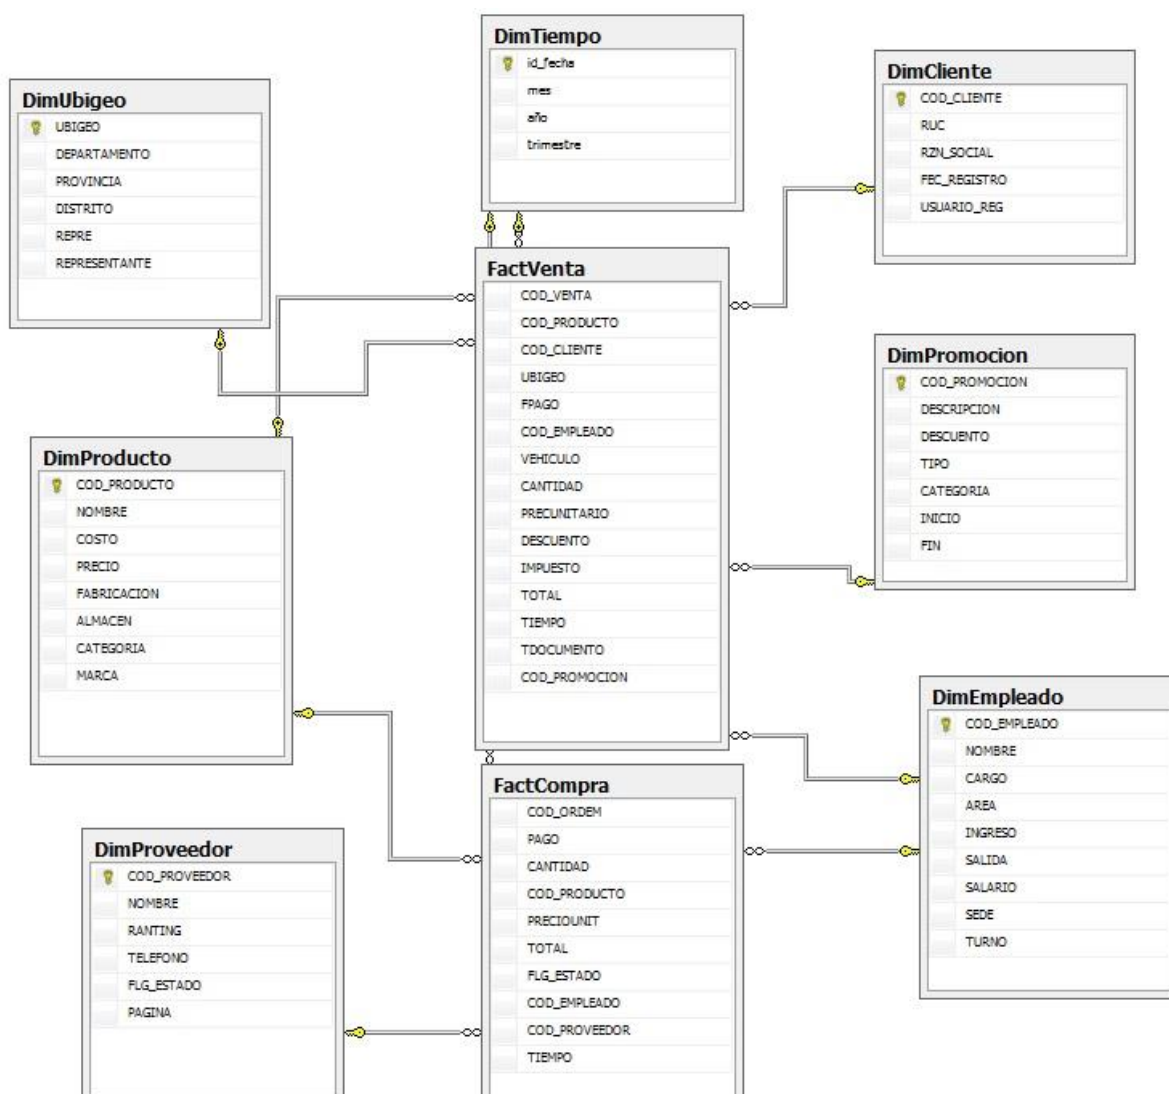 DimTiempo
id_fecha
mes
año
trimestre
DimCliente
COD_CLIENTE
RUC
RZN_SOCIAL
FEC_REGISTRO
USUARIO_REG
DimUbigeo
UBIGEO
DEPARTAMENTO
PROVINCIA
DISTRITO
REPRE
REPRESENTANTE
FactVenta
COD_VENTA
COD_PRODUCTO
COD_CLIENTE
UBIGEO
FPAGO
COD_EMPLEADO
VEHICULO
CANTIDAD
PRECUNITARIO
DESCUENTO
IMPUESTO
TOTAL
TIEMPO
TDOCUMENTO
COD_PROMOCION
DimPromocion
COD_PROMOCION
DESCRIPCION
DESCUENTO
TIPO
CATEGORIA
INICIO
FIN
DimProducto
COD_PRODUCTO
NOMBRE
COSTO
PRECIO
FABRICACION
ALMACEN
CATEGORIA
MARCA
DimEmpleado
COD_EMPLEADO
NOMBRE
CARGO
AREA
INGRESO
SALIDA
SALARIO
SEDE
TURNO
FactCompra
COD_ORDEM
PAGO
CANTIDAD
COD_PRODUCTO
PRECIOUNIT
TOTAL
FLG_ESTADO
COD_EMPLEADO
COD_PROVEEDOR
TIEMPO
DimProveedor
COD_PROVEEDOR
NOMBRE
RANTING
TELEFONO
FLG_ESTADO
PAGINA